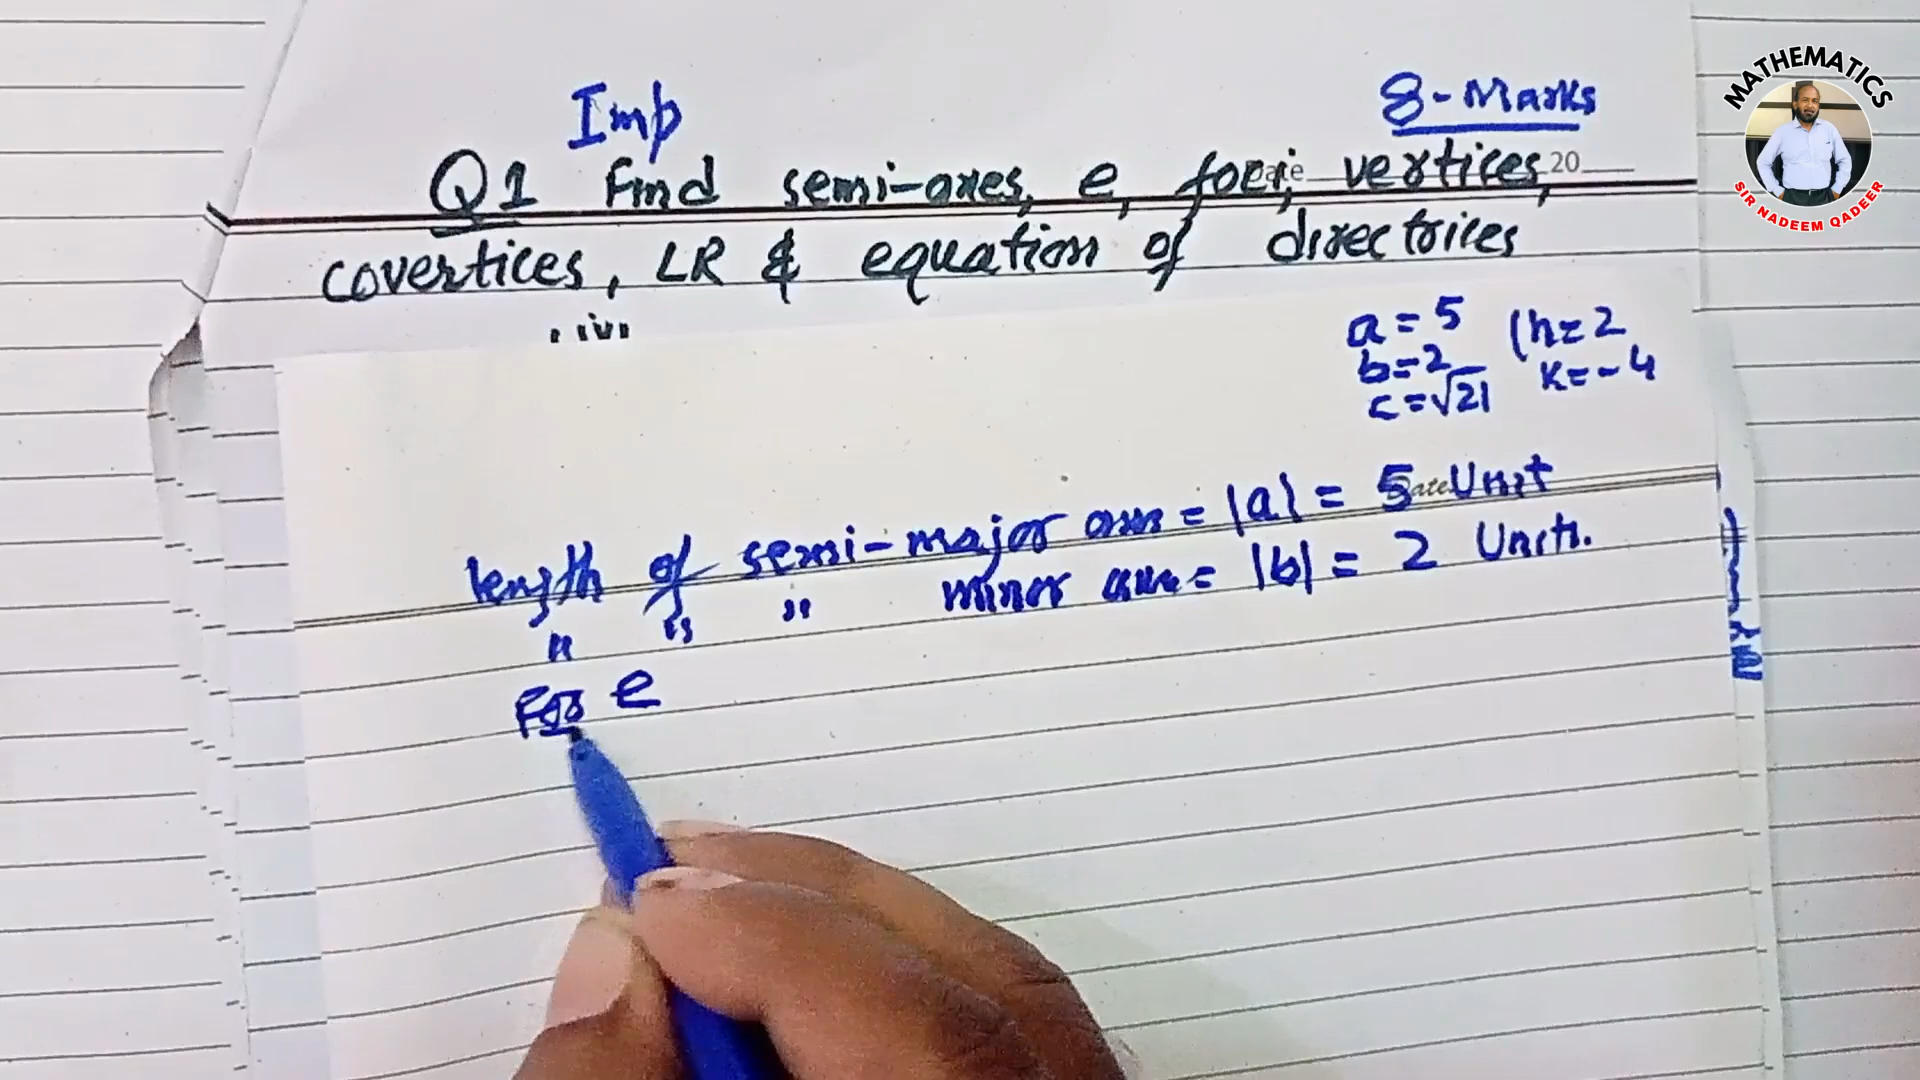 MATHEMATICS
SIR NADEEM QADEER
Imp
8-Marks
Q1 Find semi-axes, e, foci, vertices,
20
covertices, LR & equation of directrices
a = 5
b = 2
c = √21
(h = 2
k = -4
length of semi-major axis = |a| = 5 Unit
" " " minor axis = |b| = 2 Units.
For e